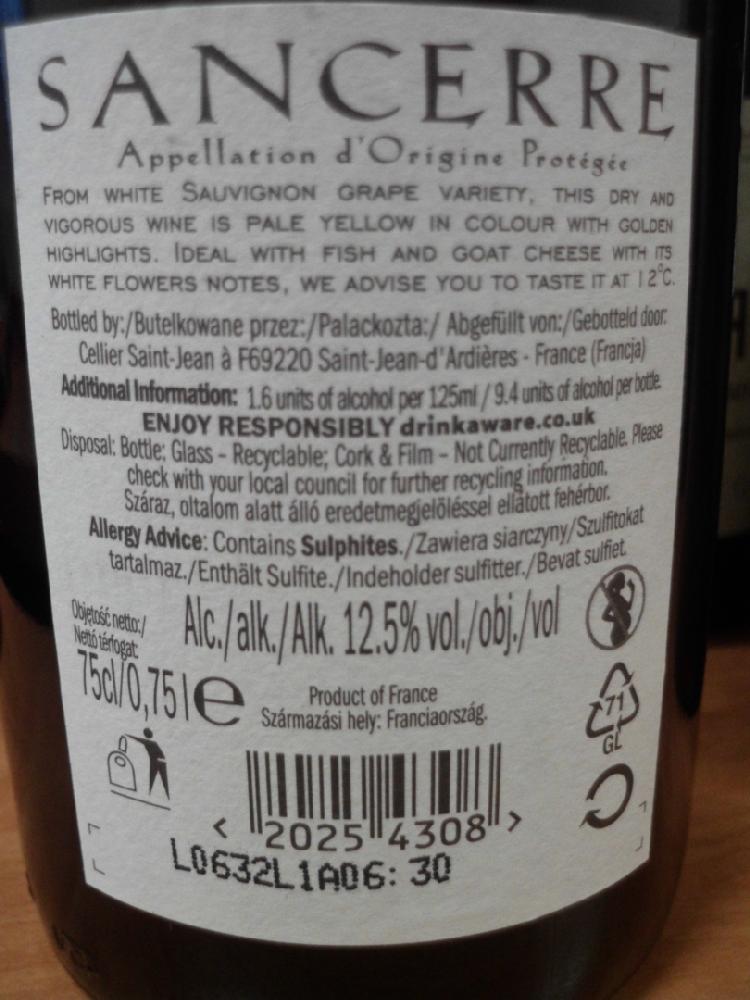 SANCERRE
Appellation d'Origine Protégée
FROM WHITE SAUVIGNON GRAPE VARIETY, THIS DRY AND
VIGOROUS WINE IS PALE YELLOW IN COLOUR WITH GOLDEN
HIGHLIGHTS. IDEAL WITH FISH AND GOAT CHEESE WITH ITS
WHITE FLOWERS NOTES, WE ADVISE YOU TO TASTE IT AT 12°C.
Bottled by:/Butelkowane przez:/Palackozta:/ Abgefüllt von:/Gebotteld door:
Cellier Saint-Jean à F69220 Saint-Jean-d'Ardières - France (Francja)
Additional Information: 1.6 units of alcohol per 125ml / 9.4 units of alcohol per bottle.
ENJOY RESPONSIBLY drinkaware.co.uk
Disposal: Bottle: Glass - Recyclable; Cork & Film - Not Currently Recyclable. Please
check with your local council for further recycling information.
Száraz, oltalom alatt álló eredetmegjelöléssel ellátott fehérbor.
Allergy Advice: Contains Sulphites./Zawiera siarczyny/Szulfitokat
tartalmaz./Enthält Sulfite./Indeholder sulfitter./Bevat sulfiet.
Objętość netto:/
Nettó térfogat:
75cl/0,75 l e
Alc./alk./Alk. 12.5% vol./obj./vol
Product of France
Származási hely: Franciaország.
71
GL
< 2025 4308 >
L0632L1A06:30